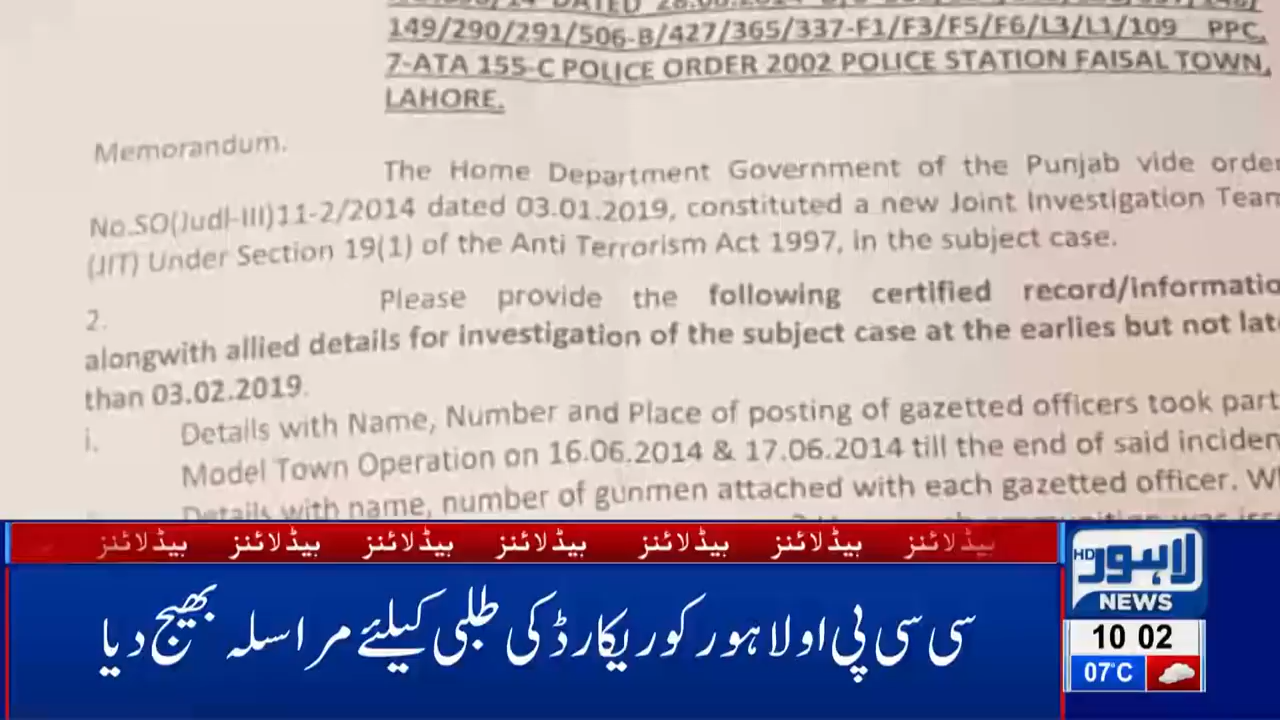 149/290/291/506-B/427/365/337-F1/F3/F5/F6/L3/L1/109 PPC,
7-ATA 155-C POLICE ORDER 2002 POLICE STATION FAISAL TOWN,
LAHORE.
Memorandum.
The Home Department Government of the Punjab vide order
No.SO(Judl-III)11-2/2014 dated 03.01.2019, constituted a new Joint Investigation Team
(JIT) Under Section 19(1) of the Anti Terrorism Act 1997, in the subject case.
2. Please provide the following certified record/informatio
alongwith allied details for investigation of the subject case at the earlies but not lat
than 03.02.2019.
i. Details with Name, Number and Place of posting of gazetted officers took part
Model Town Operation on 16.06.2014 & 17.06.2014 till the end of said inciden
Details with name, number of gunmen attached with each gazetted officer.
ہیڈلائنز ہیڈلائنز ہیڈلائنز ہیڈلائنز ہیڈلائنز ہیڈلائنز ہیڈلائنز
سی سی پی او لاہور کو ریکارڈ کی طلبی کیلئے مراسلہ بھیج دیا
لاہور HD
NEWS
10 02
07°C